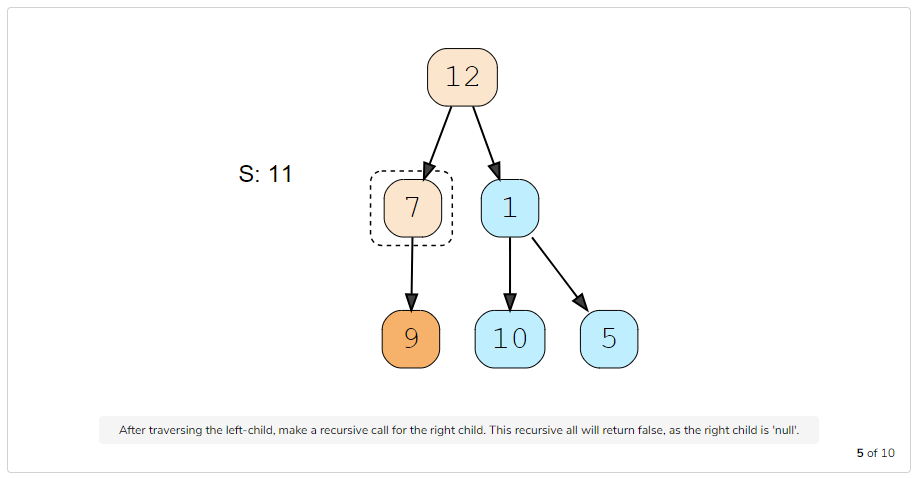 12
S: 11
7
1
9
10
5
After traversing the left-child, make a recursive call for the right child. This recursive all will return false, as the right child is 'null'.
5 of 10